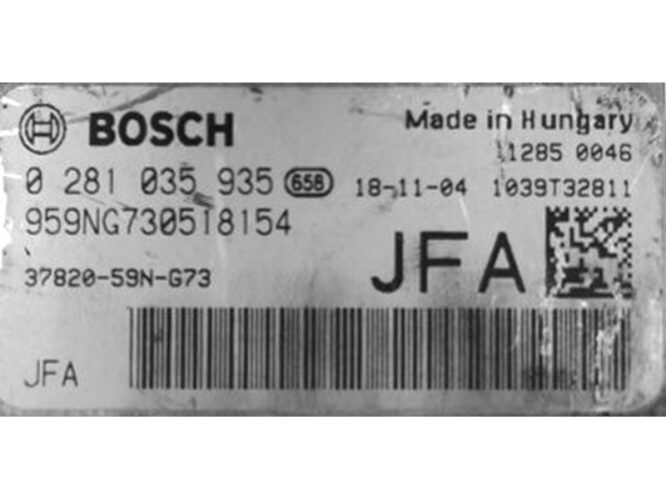 BOSCH
Made in Hungary
11285 0046
0 281 035 935 658 18-11-04 1039T32811
959NG730518154
37820-59N-G73
JFA
JFA